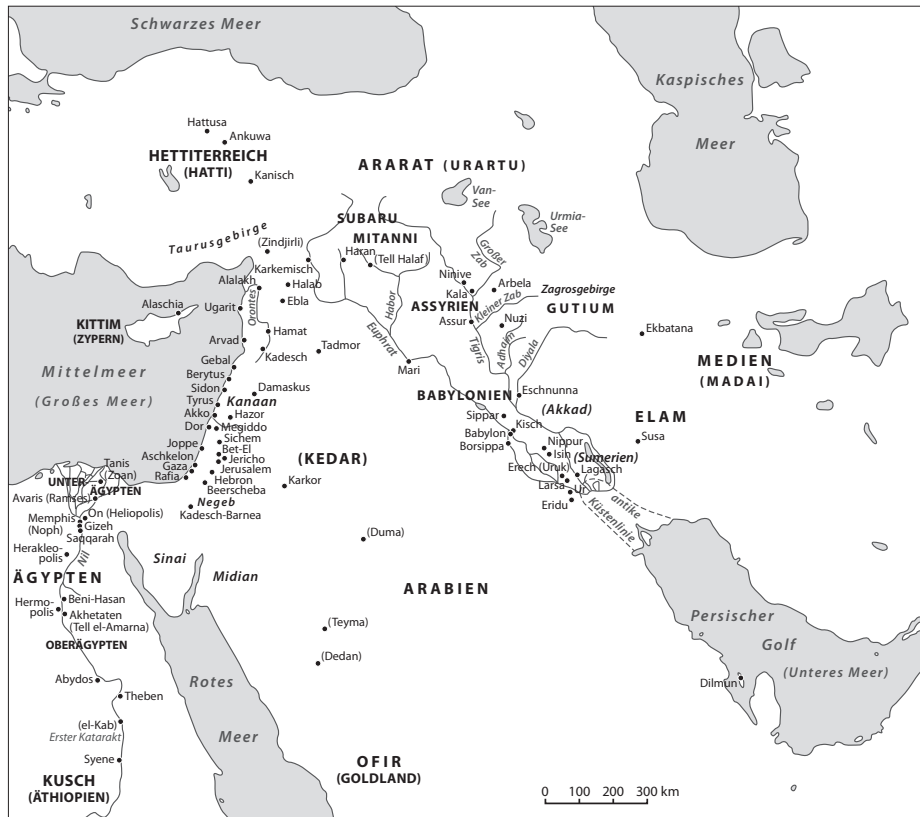 Schwarzes Meer
Kaspisches
Meer
Hattusa
Ankuwa
HETTITERREICH
(HATTI)
Kanisch
ARARAT (URARTU)
Van-
See
Urmia-
See
SUBARU
MITANNI
Taurusgebirge
(Zindjirli)
Haran
(Tell Halaf)
Großer
Zab
Karkemisch
Alalakh
Halab
Ninive
Arbela
Kala
Zagrosgebirge
Alaschia
Ugarit
Orontes
Ebla
Habor
ASSYRIEN
Kleiner Zab
GUTIUM
KITTIM
(ZYPERN)
Hamat
Assur
Nuzi
Ekbatana
Arvad
Euphrat
Tigris
Adhaim
Diyala
Kadesch
Tadmor
Mari
MEDIEN
(MADAI)
Mittelmeer
(Großes Meer)
Gebal
Berytus
Sidon
Damaskus
Tyrus
Kanaan
BABYLONIEN
Eschnunna
Akko
Hazor
(Akkad)
ELAM
Dor
Megiddo
Sippar
Kisch
Sichem
Babylon
Susa
Joppe
Bet-El
Borsippa
Nippur
Aschkelon
Jericho
(KEDAR)
Isin
(Sumerien)
Tanis
(Zoan)
Gaza
Jerusalem
Erech (Uruk)
Lagasch
UNTER-
ÄGYPTEN
Rafia
Hebron
Karkor
Larsa
Ur
Avaris (Ramses)
Beerscheba
Eridu
antike
Küstenlinie
Negeb
Kadesch-Barnea
On (Heliopolis)
Memphis
(Noph)
Gizeh
Saqqarah
(Duma)
Herakleo-
polis
Nil
Sinai
Midian
ÄGYPTEN
ARABIEN
Beni-Hasan
Hermo-
polis
Akhetaten
(Tell el-Amarna)
(Teyma)
Persischer
Golf
(Unteres Meer)
OBERÄGYPTEN
(Dedan)
Abydos
Rotes
Meer
Dilmun
Theben
(el-Kab)
Erster Katarakt
Syene
OFIR
(GOLDLAND)
KUSCH
(ÄTHIOPIEN)
0 100 200 300 km